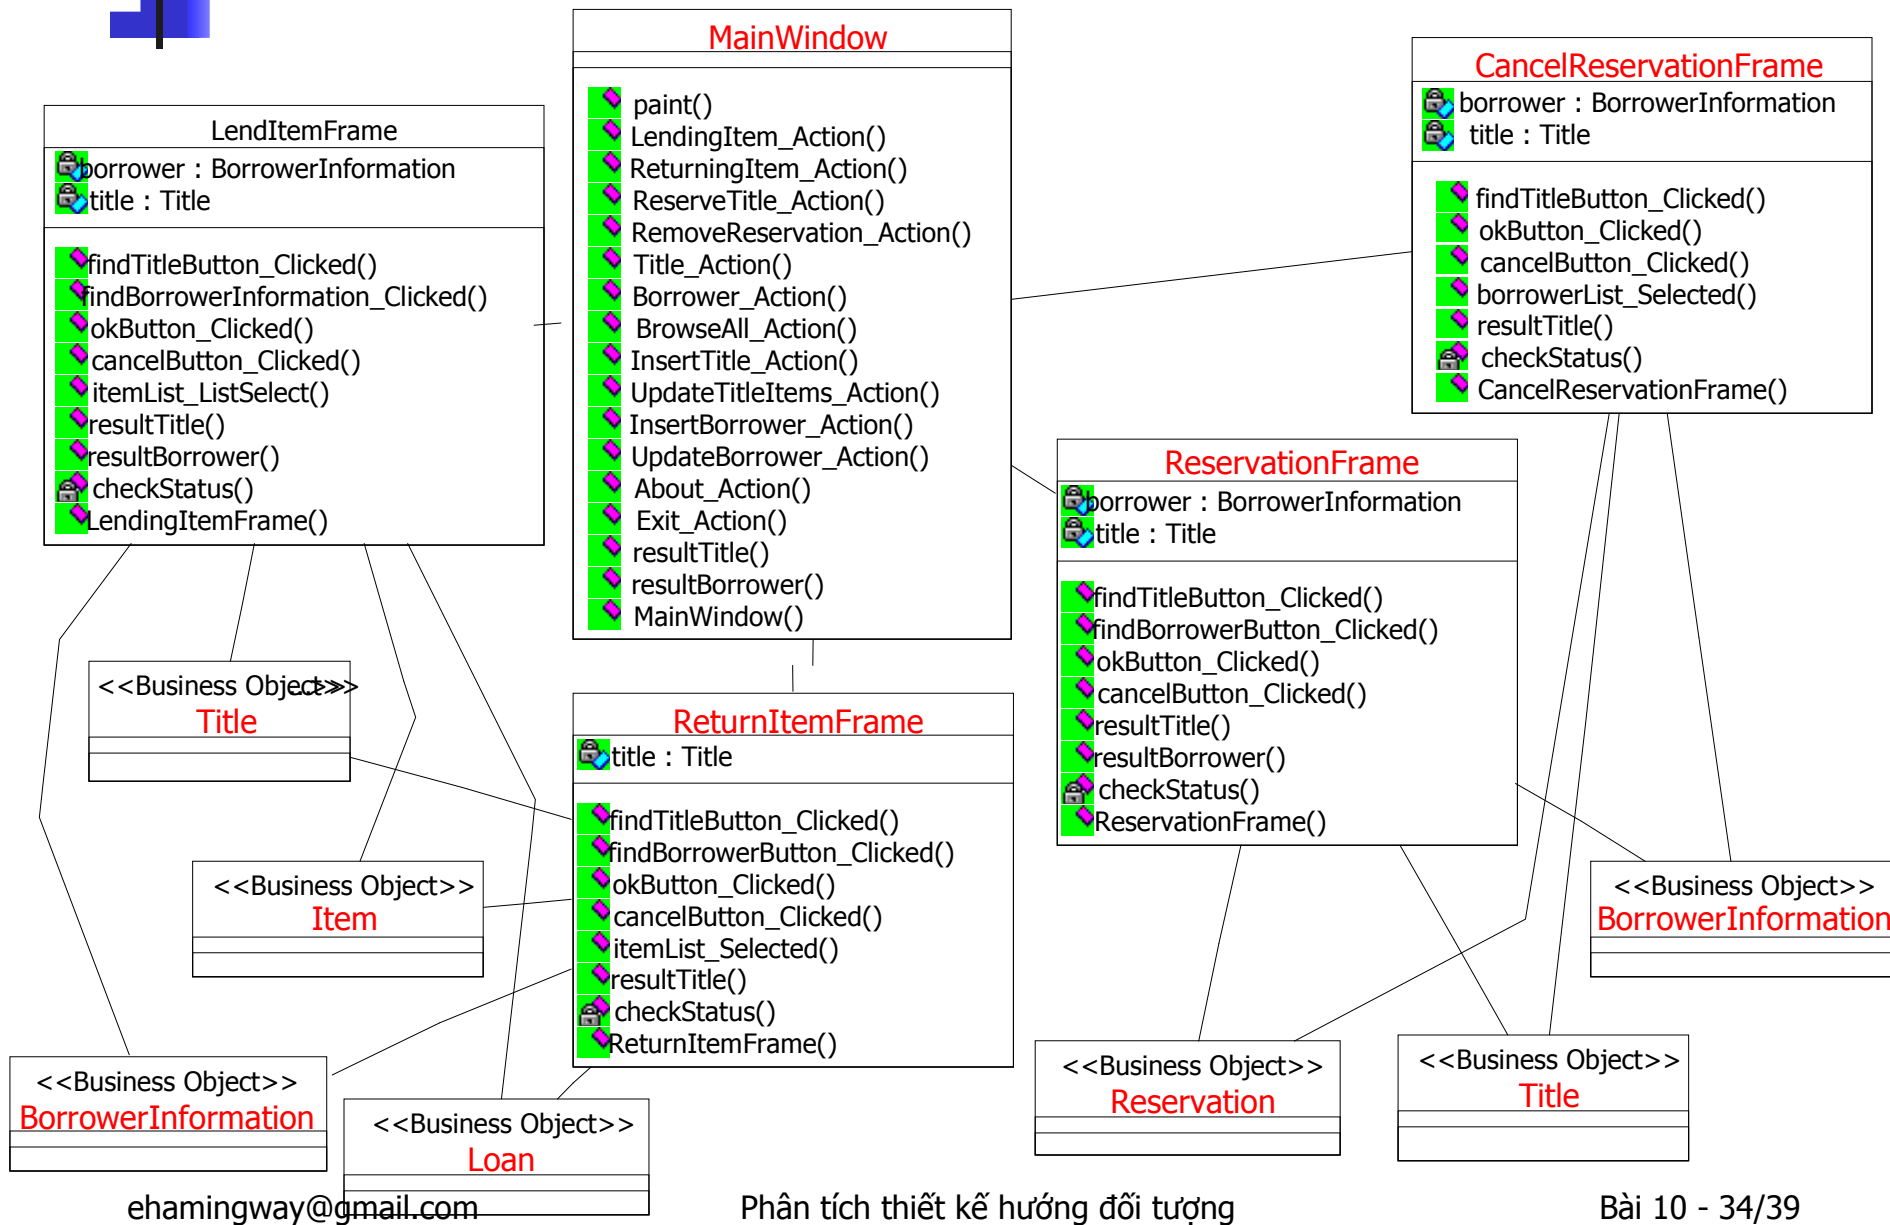 MainWindow
paint()
LendingItem_Action()
ReturningItem_Action()
ReserveTitle_Action()
RemoveReservation_Action()
Title_Action()
Borrower_Action()
BrowseAll_Action()
InsertTitle_Action()
UpdateTitleItems_Action()
InsertBorrower_Action()
UpdateBorrower_Action()
About_Action()
Exit_Action()
resultTitle()
resultBorrower()
MainWindow()
CancelReservationFrame
borrower : BorrowerInformation
title : Title
findTitleButton_Clicked()
okButton_Clicked()
cancelButton_Clicked()
borrowerList_Selected()
resultTitle()
checkStatus()
CancelReservationFrame()
LendItemFrame
borrower : BorrowerInformation
title : Title
findTitleButton_Clicked()
findBorrowerInformation_Clicked()
okButton_Clicked()
cancelButton_Clicked()
itemList_ListSelect()
resultTitle()
resultBorrower()
checkStatus()
LendingItemFrame()
ReservationFrame
borrower : BorrowerInformation
title : Title
findTitleButton_Clicked()
findBorrowerButton_Clicked()
okButton_Clicked()
cancelButton_Clicked()
resultTitle()
resultBorrower()
checkStatus()
ReservationFrame()
<<Business Object>>
Title
ReturnItemFrame
title : Title
findTitleButton_Clicked()
findBorrowerButton_Clicked()
okButton_Clicked()
cancelButton_Clicked()
itemList_Selected()
resultTitle()
checkStatus()
ReturnItemFrame()
<<Business Object>>
Item
<<Business Object>>
BorrowerInformation
<<Business Object>>
BorrowerInformation
<<Business Object>>
Loan
<<Business Object>>
Reservation
<<Business Object>>
Title
ehamingway@gmail.com
Phân tích thiết kế hướng đối tượng
Bài 10 - 34/39